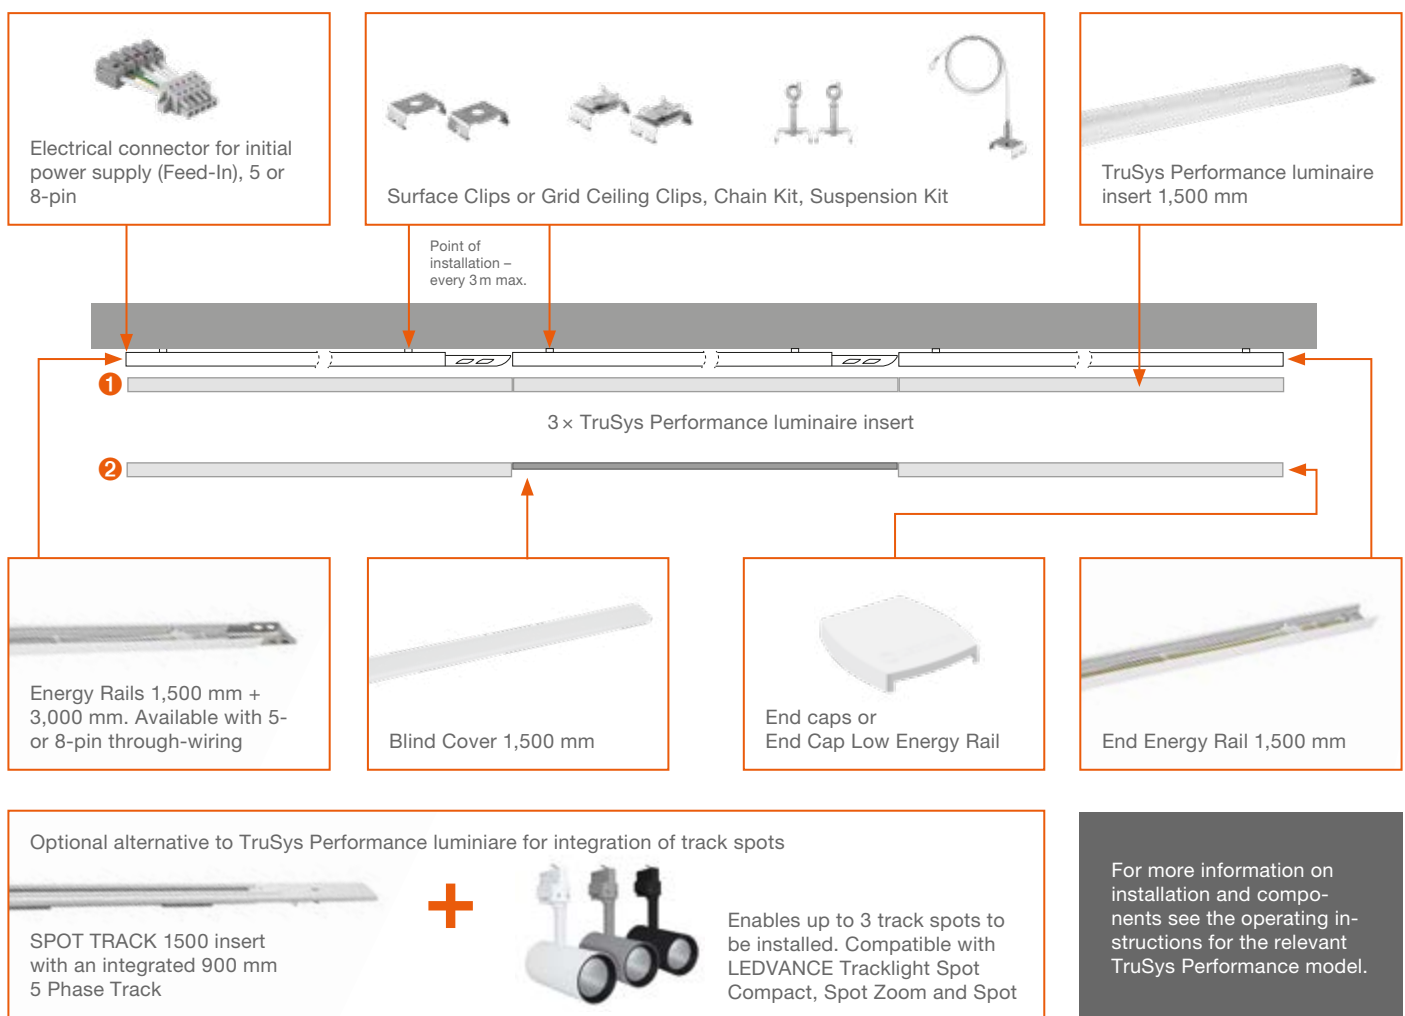 Electrical connector for initial
power supply (Feed-In), 5 or
8-pin
Surface Clips or Grid Ceiling Clips, Chain Kit, Suspension Kit
TruSys Performance luminaire
insert 1,500 mm
Point of
installation –
every 3 m max.
1
3 × TruSys Performance luminaire insert
2
Energy Rails 1,500 mm +
3,000 mm. Available with 5-
or 8-pin through-wiring
Blind Cover 1,500 mm
End caps or
End Cap Low Energy Rail
End Energy Rail 1,500 mm
Optional alternative to TruSys Performance luminiare for integration of track spots
SPOT TRACK 1500 insert
with an integrated 900 mm
5 Phase Track
+
Enables up to 3 track spots to
be installed. Compatible with
LEDVANCE Tracklight Spot
Compact, Spot Zoom and Spot
For more information on
installation and compo-
nents see the operating in-
structions for the relevant
TruSys Performance model.